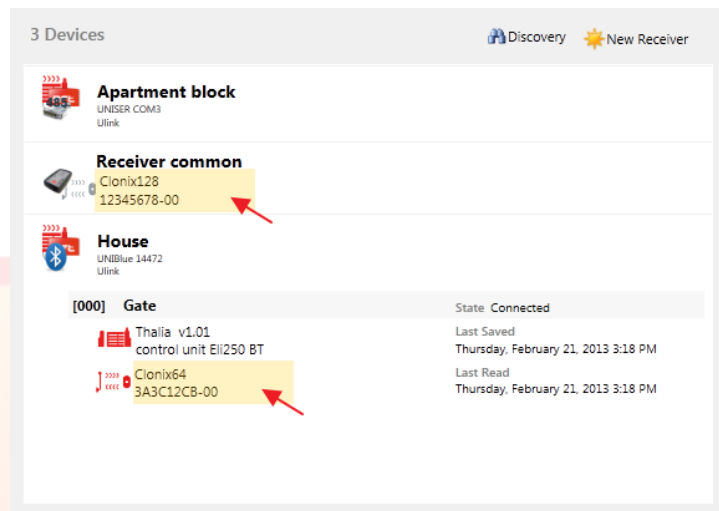 3 Devices
Discovery
New Receiver
485
Apartment block
UNISER COM3
Ulink
Receiver common
Clonix128
12345678-00
House
UNIBlue 14472
Ulink
[000] Gate
State Connected
Thalia v1.01
control unit Eli250 BT
Last Saved
Thursday, February 21, 2013 3:18 PM
Clonix64
3A3C12CB-00
Last Read
Thursday, February 21, 2013 3:18 PM